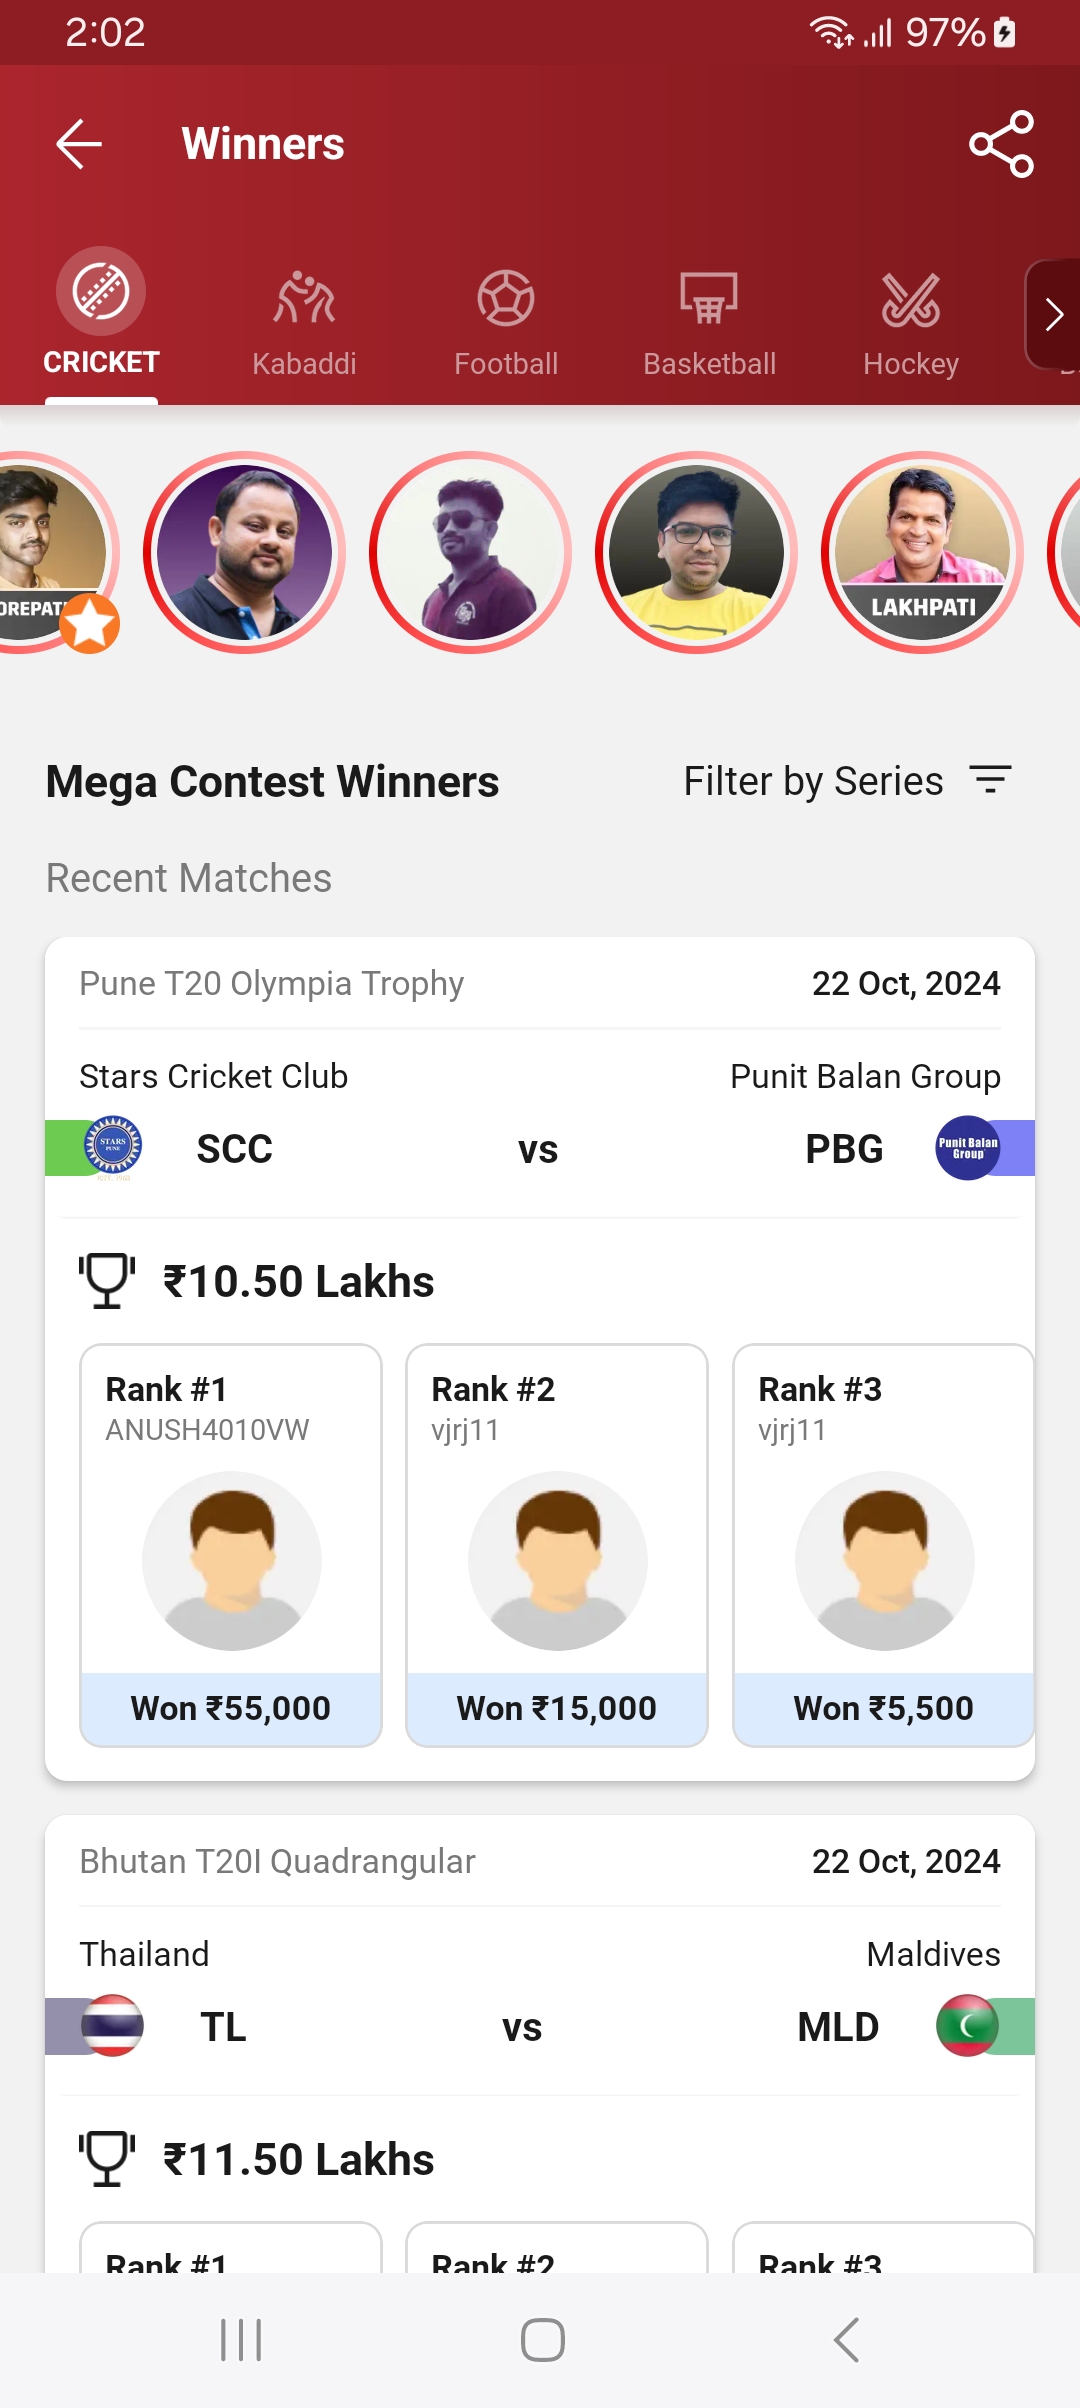 2:02
97%
Winners
CRICKET
Kabaddi
Football
Basketball
Hockey
LAKHPATI
Mega Contest Winners
Filter by Series
Recent Matches
Pune T20 Olympia Trophy
22 Oct, 2024
Stars Cricket Club
Punit Balan Group
STARS
PUNE
SCC
vs
PBG
Punit Balan
Group
₹10.50 Lakhs
Rank #1
ANUSH4010VW
Won ₹55,000
Rank #2
vjrj11
Won ₹15,000
Rank #3
vjrj11
Won ₹5,500
Bhutan T20I Quadrangular
22 Oct, 2024
Thailand
Maldives
TL
vs
MLD
₹11.50 Lakhs
Rank #1
Rank #2
Rank #3